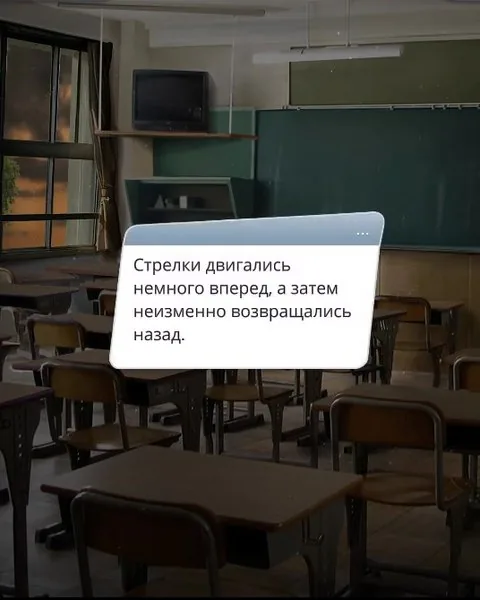 Стрелки двигались
немного вперед, а затем
неизменно возвращались
назад.